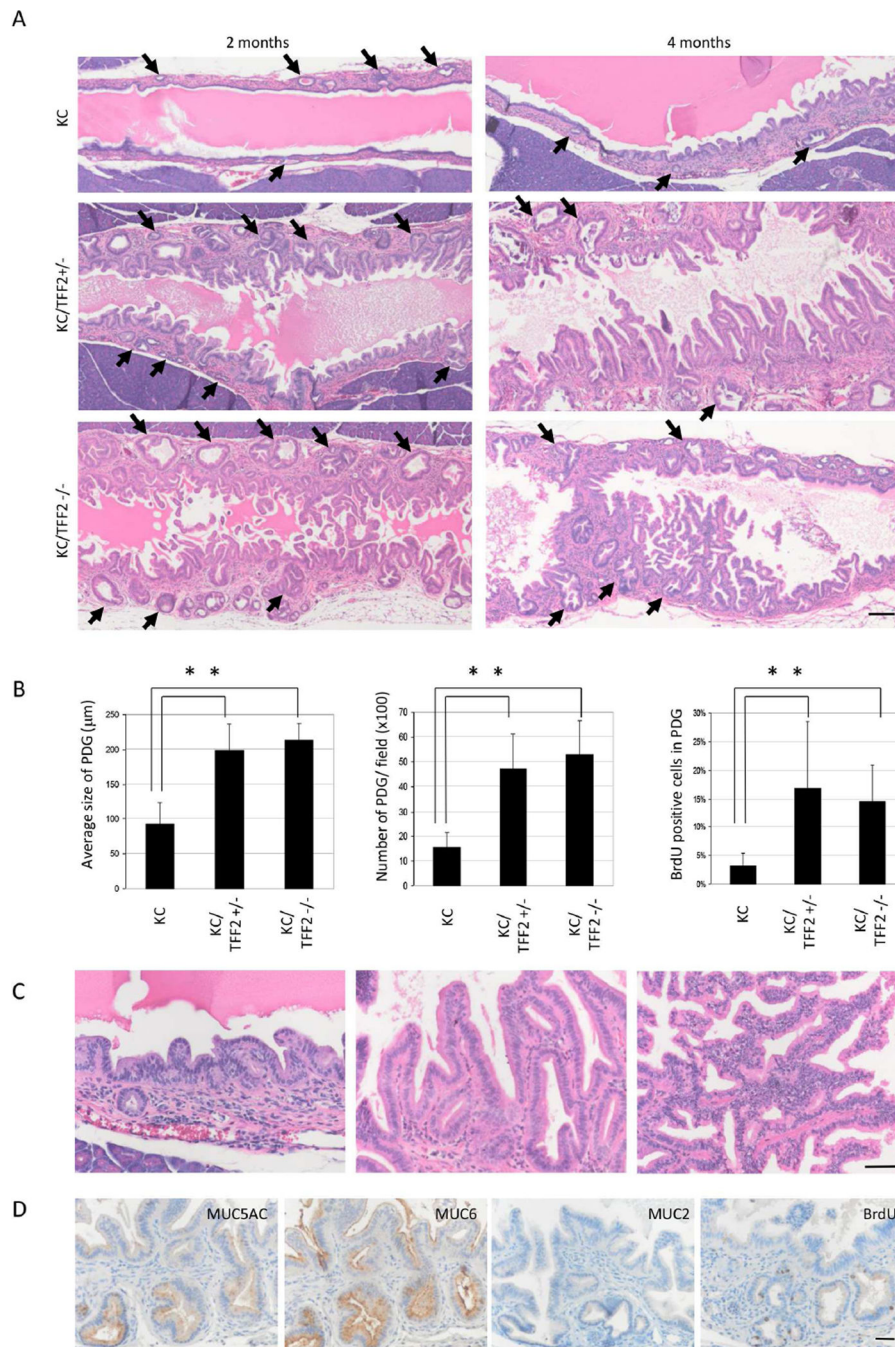 A
2 months
4 months
KC
KC/TFF2+/-
KC/TFF2 -/-
B
* *
Average size of PDG (µm)
250
200
150
100
50
0
KC
KC/
TFF2 +/-
KC/
TFF2 -/-
* *
Number of PDG/ field (x100)
70
60
50
40
30
20
10
0
KC
KC/
TFF2 +/-
KC/
TFF2 -/-
* *
BrdU positive cells in PDG
30%
25%
20%
15%
10%
5%
0%
KC
KC/
TFF2 +/-
KC/
TFF2 -/-
C
D
MUC5AC
MUC6
MUC2
BrdU